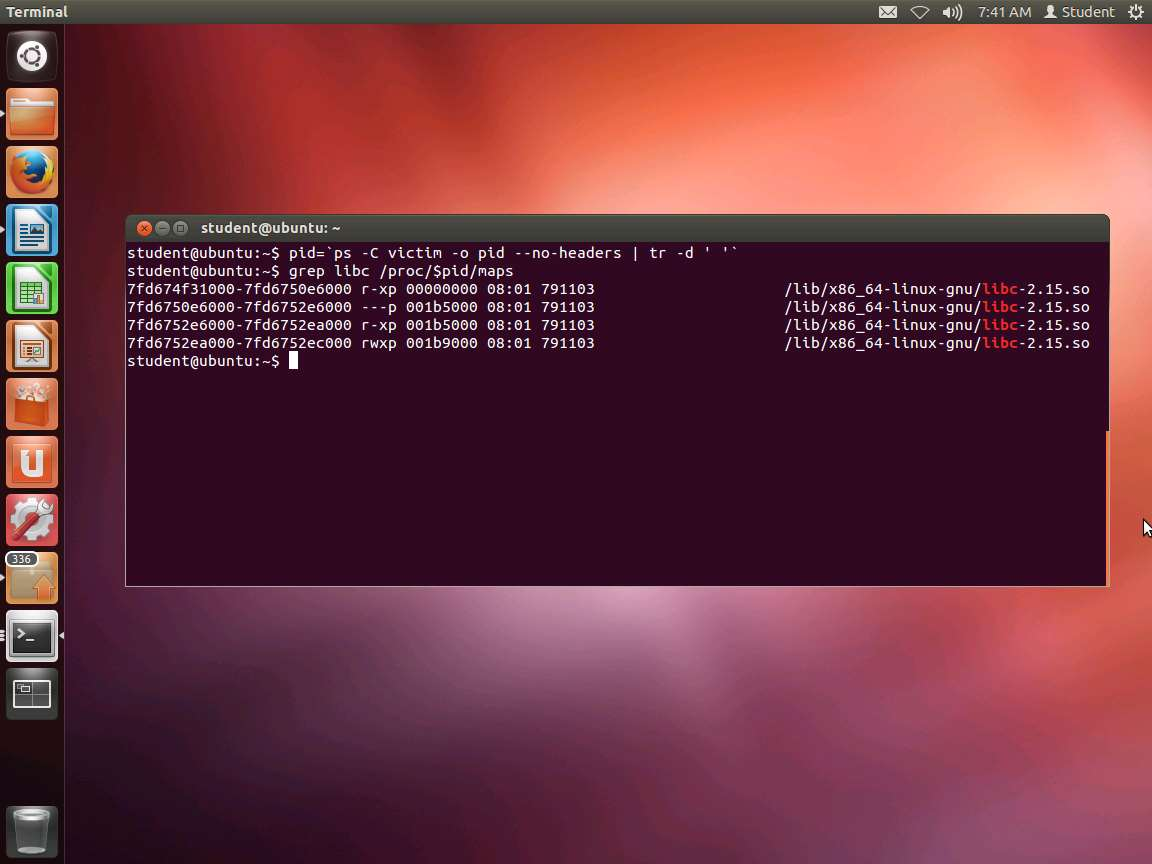 Terminal
7:41 AM Student
student@ubuntu: ~
student@ubuntu:~$ pid=`ps -C victim -o pid --no-headers | tr -d ' '`
student@ubuntu:~$ grep libc /proc/$pid/maps
7fd674f31000-7fd6750e6000 r-xp 00000000 08:01 791103 /lib/x86_64-linux-gnu/libc-2.15.so
7fd6750e6000-7fd6752e6000 ---p 001b5000 08:01 791103 /lib/x86_64-linux-gnu/libc-2.15.so
7fd6752e6000-7fd6752ea000 r-xp 001b5000 08:01 791103 /lib/x86_64-linux-gnu/libc-2.15.so
7fd6752ea000-7fd6752ec000 rwxp 001b9000 08:01 791103 /lib/x86_64-linux-gnu/libc-2.15.so
student@ubuntu:~$
336